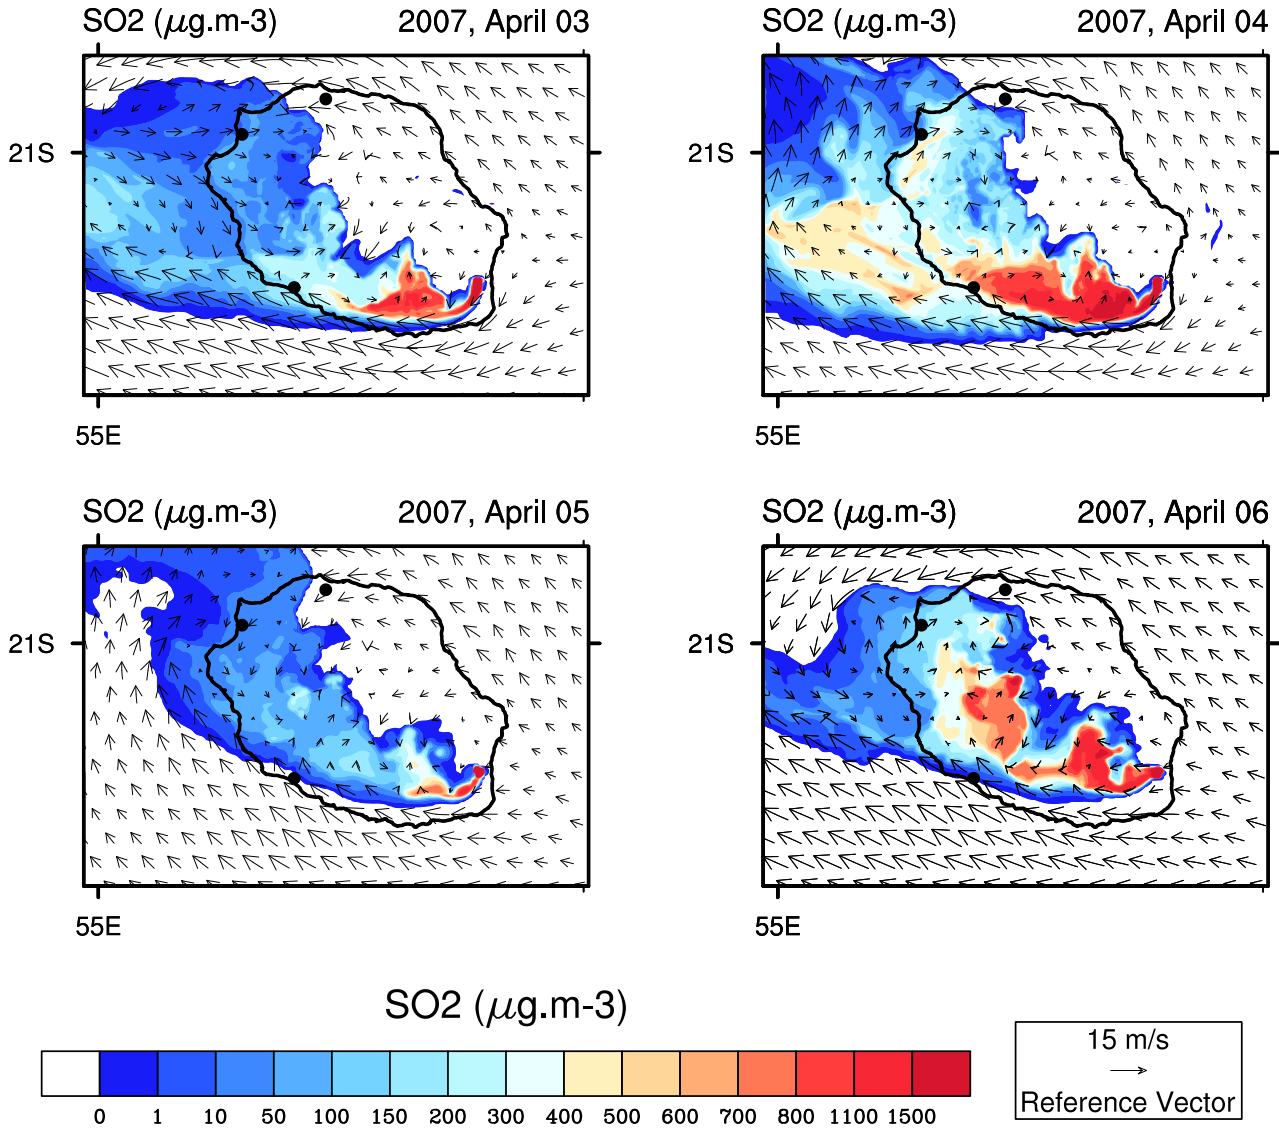 SO2 (μg.m-3) 2007, April 03
21S
55E
SO2 (μg.m-3) 2007, April 04
21S
55E
SO2 (μg.m-3) 2007, April 05
21S
55E
SO2 (μg.m-3) 2007, April 06
21S
55E
SO2 (μg.m-3)
0 1 10 50 100 150 200 300 400 500 600 700 800 1100 1500
15 m/s
Reference Vector